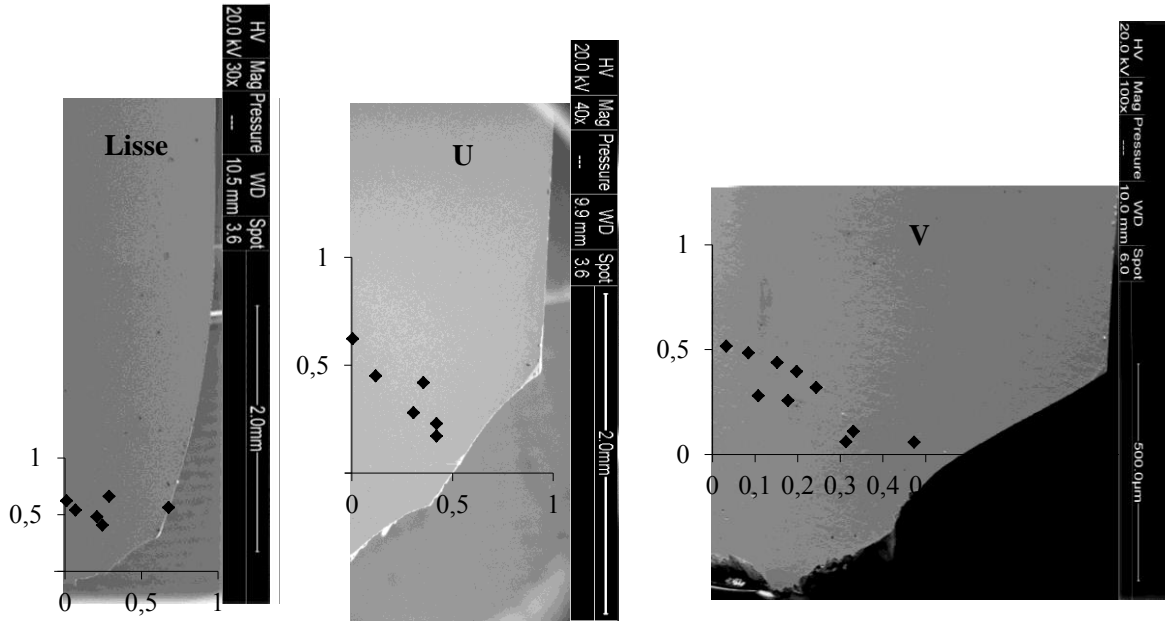 Lisse
1
0,5
0
0,5
1
HV Mag Pressure WD Spot
20.0 kV 30x --- 10.5 mm 3.6
2.0mm
U
1
0,5
0
0,5
1
HV Mag Pressure WD Spot
20.0 kV 40x --- 9.9 mm 3.6
2.0mm
V
1
0,5
0
0 0,1 0,2 0,3 0,4 0
HV Mag Pressure WD Spot
20.0 kV 100x --- 10.0 mm 6.0
500.0µm